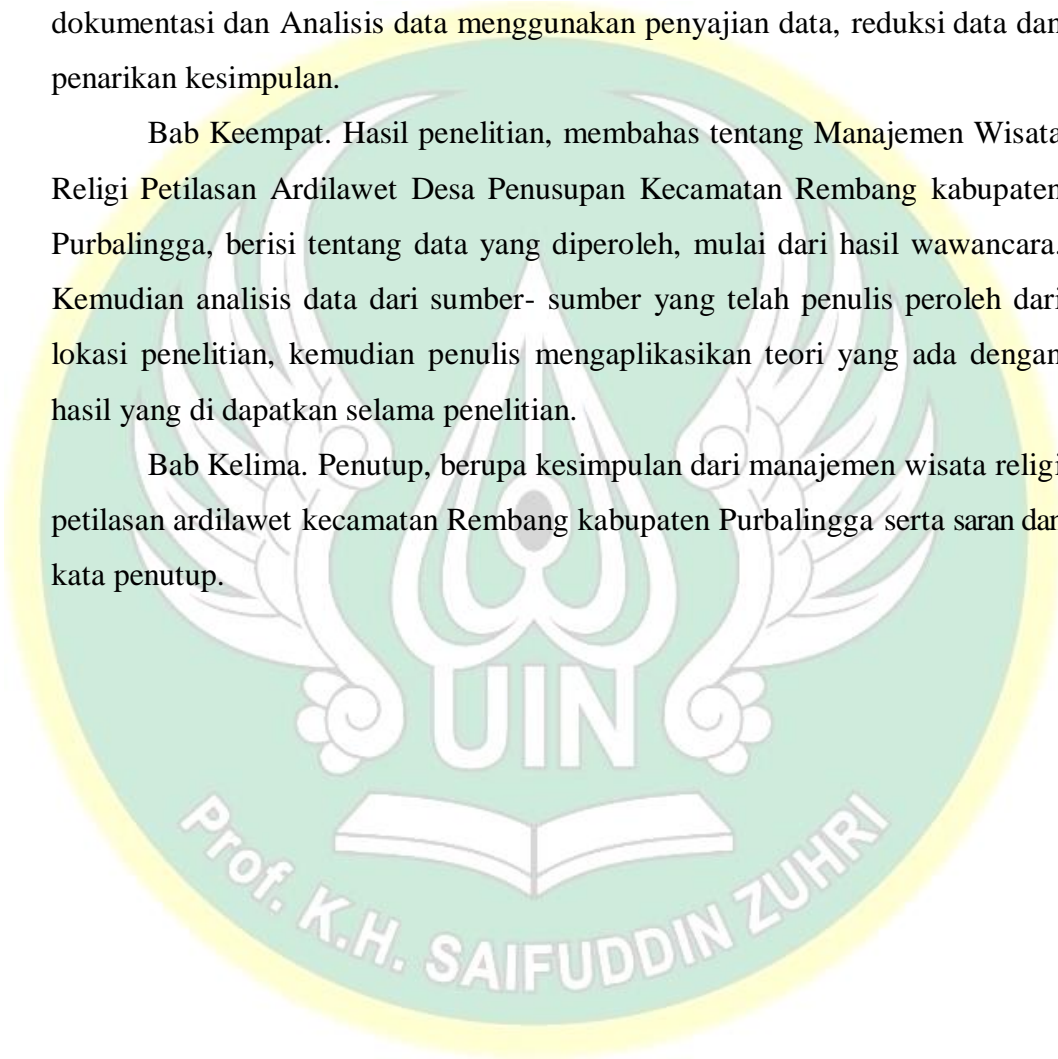 dokumentasi dan Analisis data menggunakan penyajian data, reduksi data dan
penarikan kesimpulan.
Bab Keempat. Hasil penelitian, membahas tentang Manajemen Wisata
Religi Petilasan Ardilawet Desa Penusupan Kecamatan Rembang kabupaten
Purbalingga, berisi tentang data yang diperoleh, mulai dari hasil wawancara.
Kemudian analisis data dari sumber- sumber yang telah penulis peroleh dari
lokasi penelitian, kemudian penulis mengaplikasikan teori yang ada dengan
hasil yang di dapatkan selama penelitian.
Bab Kelima. Penutup, berupa kesimpulan dari manajemen wisata religi
petilasan ardilawet kecamatan Rembang kabupaten Purbalingga serta saran dan
kata penutup.
UIN
Prof. K.H. SAIFUDDIN ZUHRI